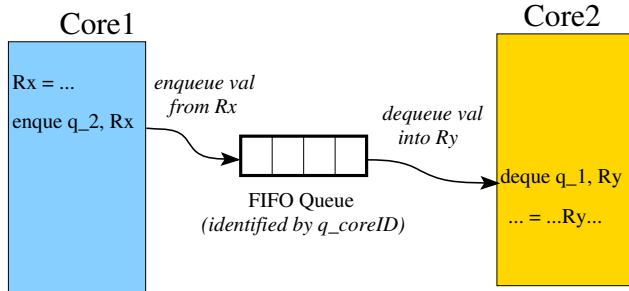 Core1
Core2
Rx = ...
enque q_2, Rx
enqueue val
from Rx
dequeue val
into Ry
FIFO Queue
(identified by q_coreID)
deque q_1, Ry
... = ...Ry...